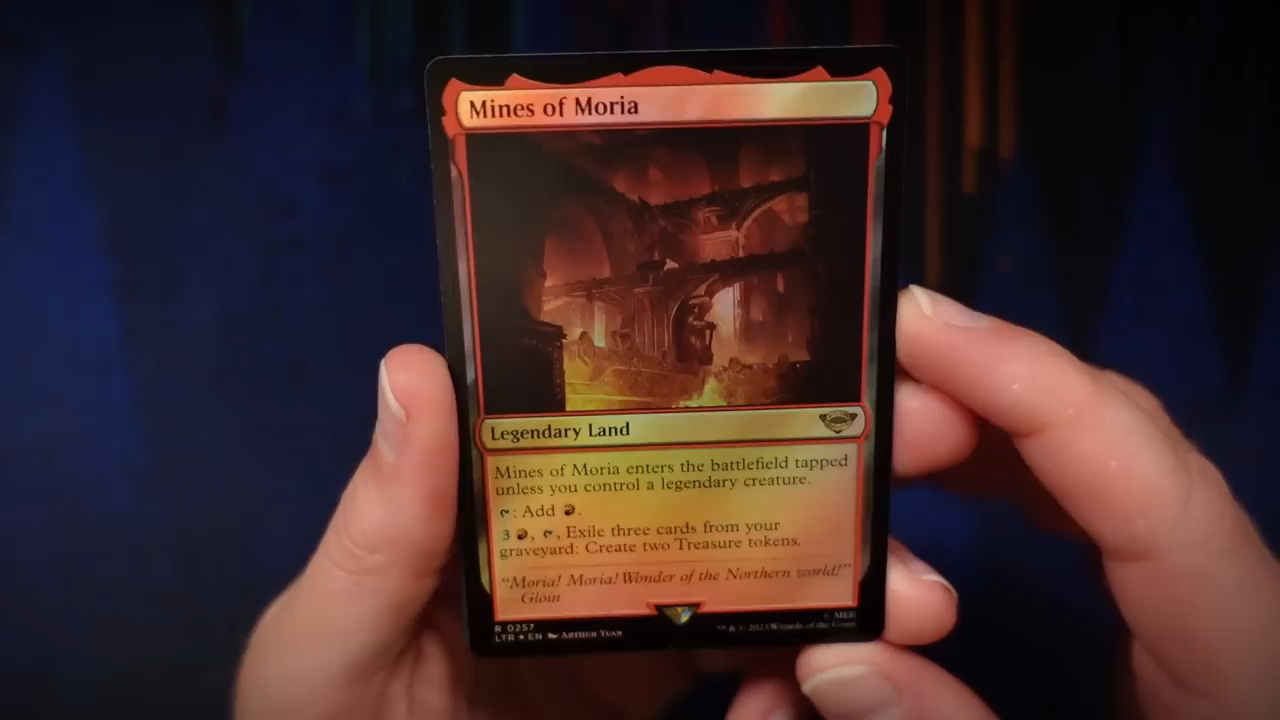 Mines of Moria
Legendary Land
Mines of Moria enters the battlefield tapped
unless you control a legendary creature.
: Add .
3 , , Exile three cards from your
graveyard: Create two Treasure tokens.
“Moria! Moria! Wonder of the Northern world!”
Glóin
R 0257
LTR ★ EN Arthur Yuan
™ & © 2023 Wizards of the Coast